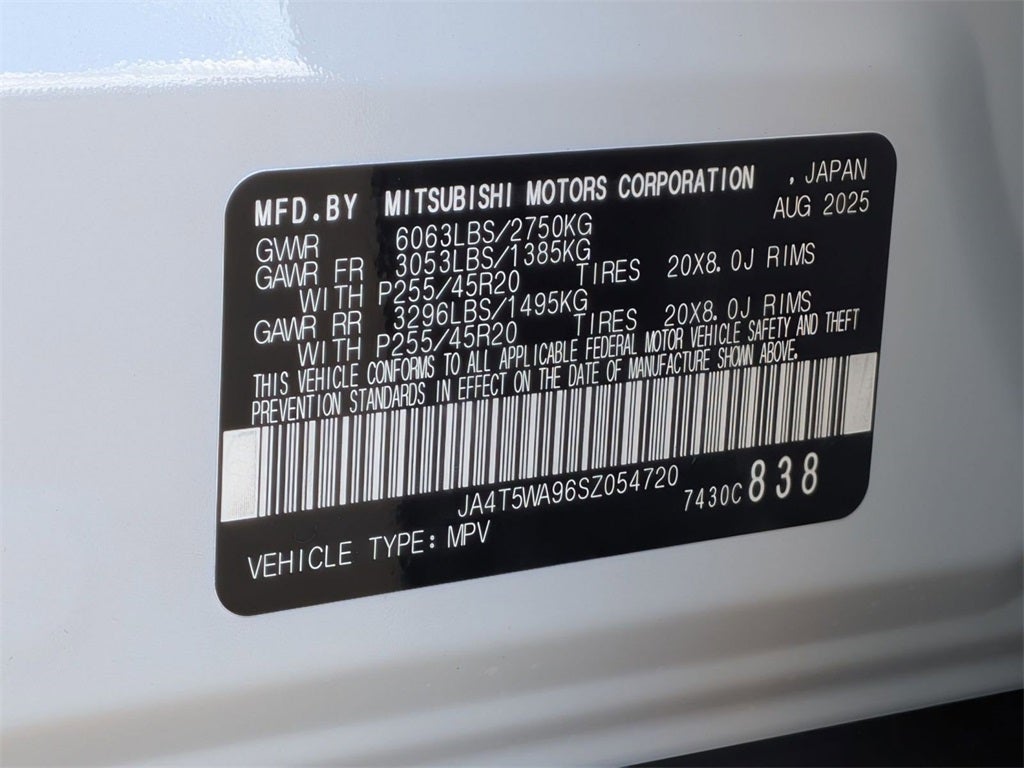 MFD.BY MITSUBISHI MOTORS CORPORATION , JAPAN
AUG 2025
GVWR 6063LBS/2750KG
GAWR FR 3053LBS/1385KG
WITH P255/45R20 TIRES 20X8.0J RIMS
GAWR RR 3296LBS/1495KG
WITH P255/45R20 TIRES 20X8.0J RIMS
THIS VEHICLE CONFORMS TO ALL APPLICABLE FEDERAL MOTOR VEHICLE SAFETY AND THEFT
PREVENTION STANDARDS IN EFFECT ON THE DATE OF MANUFACTURE SHOWN ABOVE.
JA4T5WA96SZ054720 7430C 838
VEHICLE TYPE: MPV